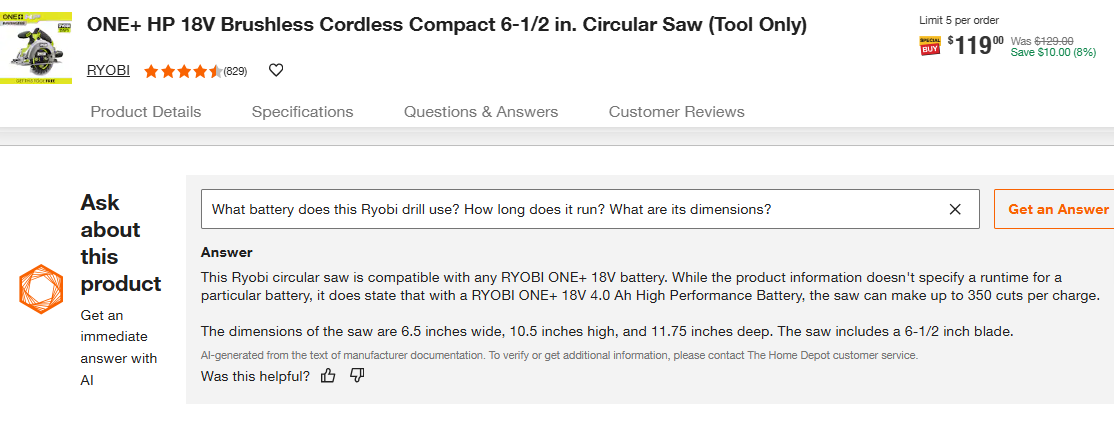 ONE+ HP 18V Brushless Cordless Compact 6-1/2 in. Circular Saw (Tool Only)
RYOBI (829)
Limit 5 per order
SPECIAL BUY $119 00 Was $129.00
Save $10.00 (8%)
Product Details Specifications Questions & Answers Customer Reviews
Ask
about
this
product
Get an
immediate
answer with
AI
What battery does this Ryobi drill use? How long does it run? What are its dimensions?
Get an Answer
Answer
This Ryobi circular saw is compatible with any RYOBI ONE+ 18V battery. While the product information doesn't specify a runtime for a
particular battery, it does state that with a RYOBI ONE+ 18V 4.0 Ah High Performance Battery, the saw can make up to 350 cuts per charge.
The dimensions of the saw are 6.5 inches wide, 10.5 inches high, and 11.75 inches deep. The saw includes a 6-1/2 inch blade.
AI-generated from the text of manufacturer documentation. To verify or get additional information, please contact The Home Depot customer service.
Was this helpful?